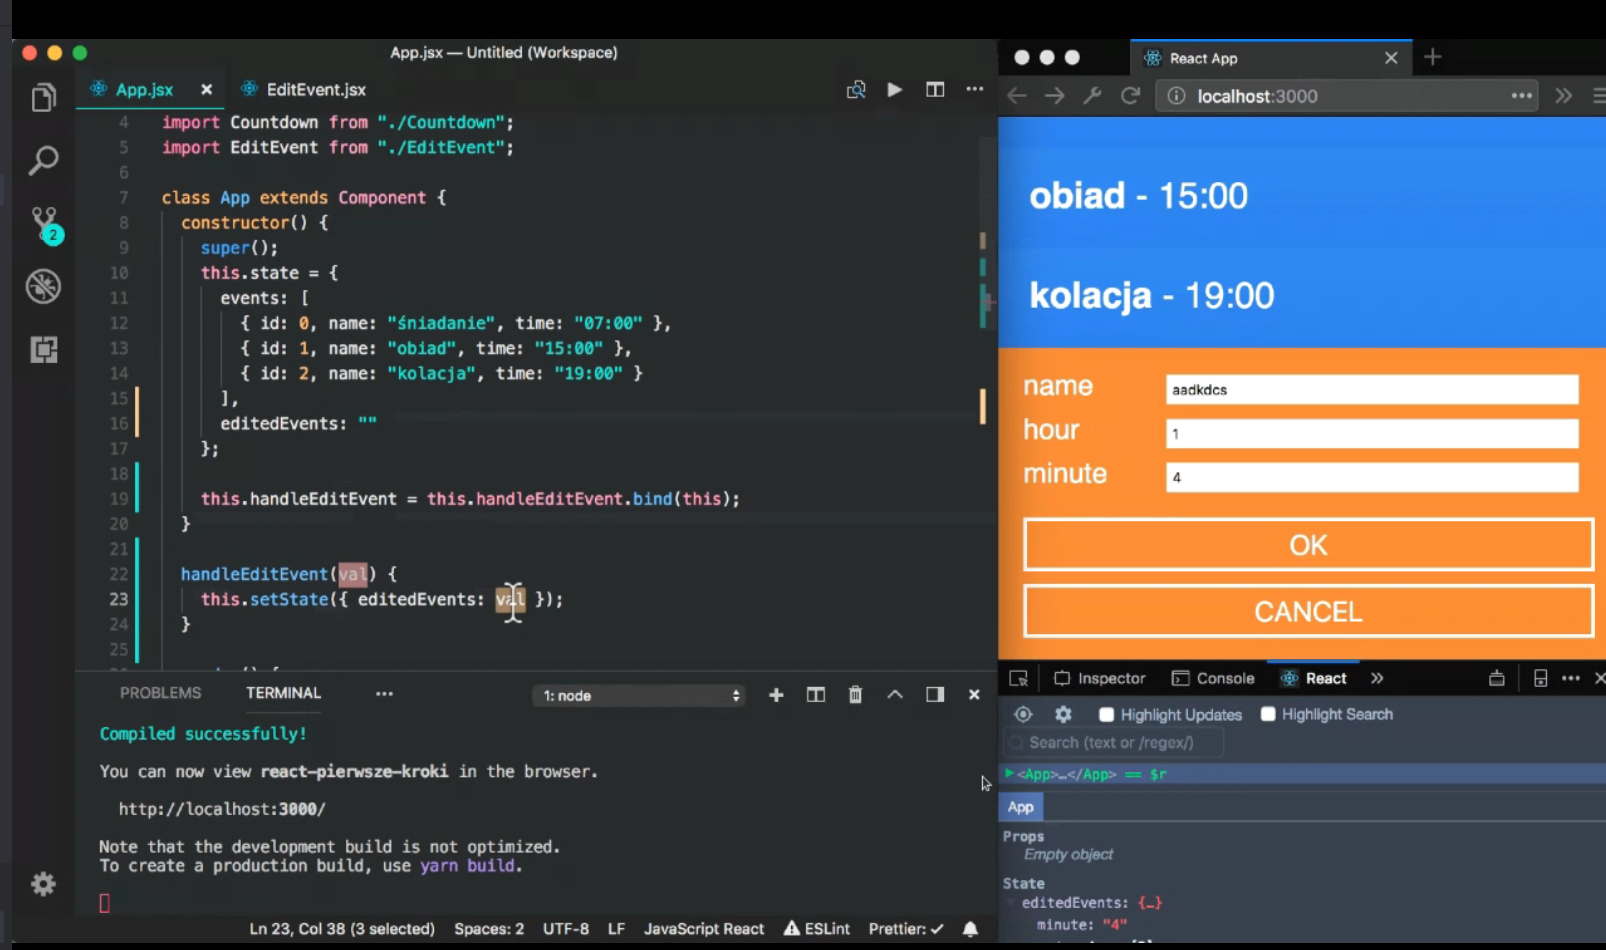 App.jsx — Untitled (Workspace)
App.jsx
EditEvent.jsx
4 import Countdown from "./Countdown";
5 import EditEvent from "./EditEvent";
6
7 class App extends Component {
8 constructor() {
9 super();
10 this.state = {
11 events: [
12 { id: 0, name: "śniadanie", time: "07:00" },
13 { id: 1, name: "obiad", time: "15:00" },
14 { id: 2, name: "kolacja", time: "19:00" }
15 ],
16 editedEvents: ""
17 };
18
19 this.handleEditEvent = this.handleEditEvent.bind(this);
20 }
21
22 handleEditEvent(val) {
23 this.setState({ editedEvents: val });
24 }
25
2
PROBLEMS TERMINAL ••• 1: node
Compiled successfully!
You can now view react-pierwsze-kroki in the browser.
http://localhost:3000/
Note that the development build is not optimized.
To create a production build, use yarn build.
Ln 23, Col 38 (3 selected) Spaces: 2 UTF-8 LF JavaScript React ESLint Prettier: ✓
React App
localhost:3000
obiad - 15:00
kolacja - 19:00
name aadkdcs
hour 1
minute 4
OK
CANCEL
Inspector Console React
Highlight Updates Highlight Search
Search (text or /regex/)
<App>…</App> == $r
App
Props
Empty object
State
editedEvents: {…}
minute: "4"